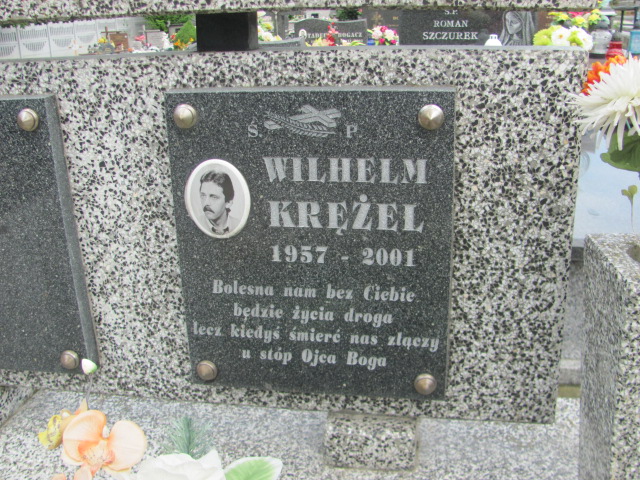 Ś.P.
ROMAN
SZCZUREK
Ś P
WILHELM
KRĘŻEL
1957 - 2001
Bolesna nam bez Ciebie
będzie życia droga
lecz kiedyś śmierć nas złączy
u stóp Ojca Boga